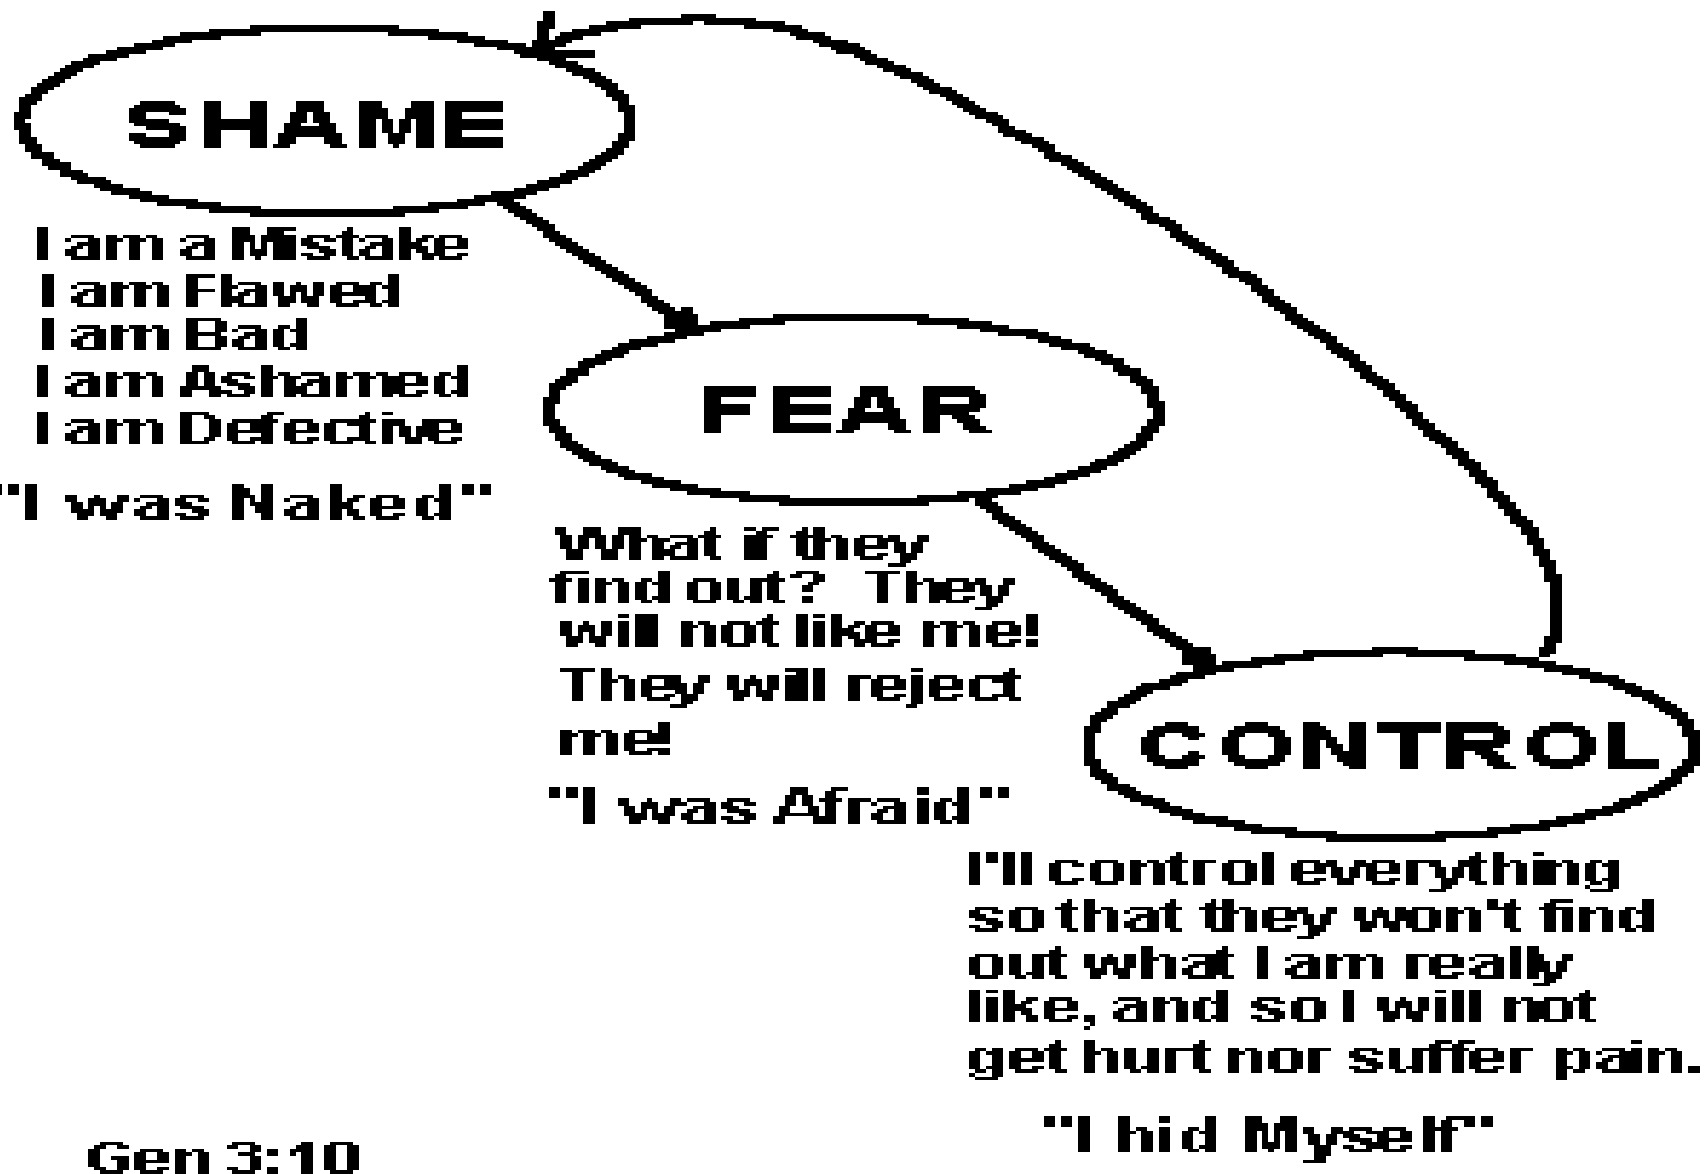 SHAME
I am a Mistake
I am Flawed
I am Bad
I am Ashamed
I am Defective
"I was Naked"
FEAR
What if they
find out?  They
will not like me!
They will reject
me!
"I was Afraid"
CONTROL
I'll control everything
so that they won't find
out what I am really
like, and so I will not
get hurt nor suffer pain.
"I hid Myself"
Gen 3:10